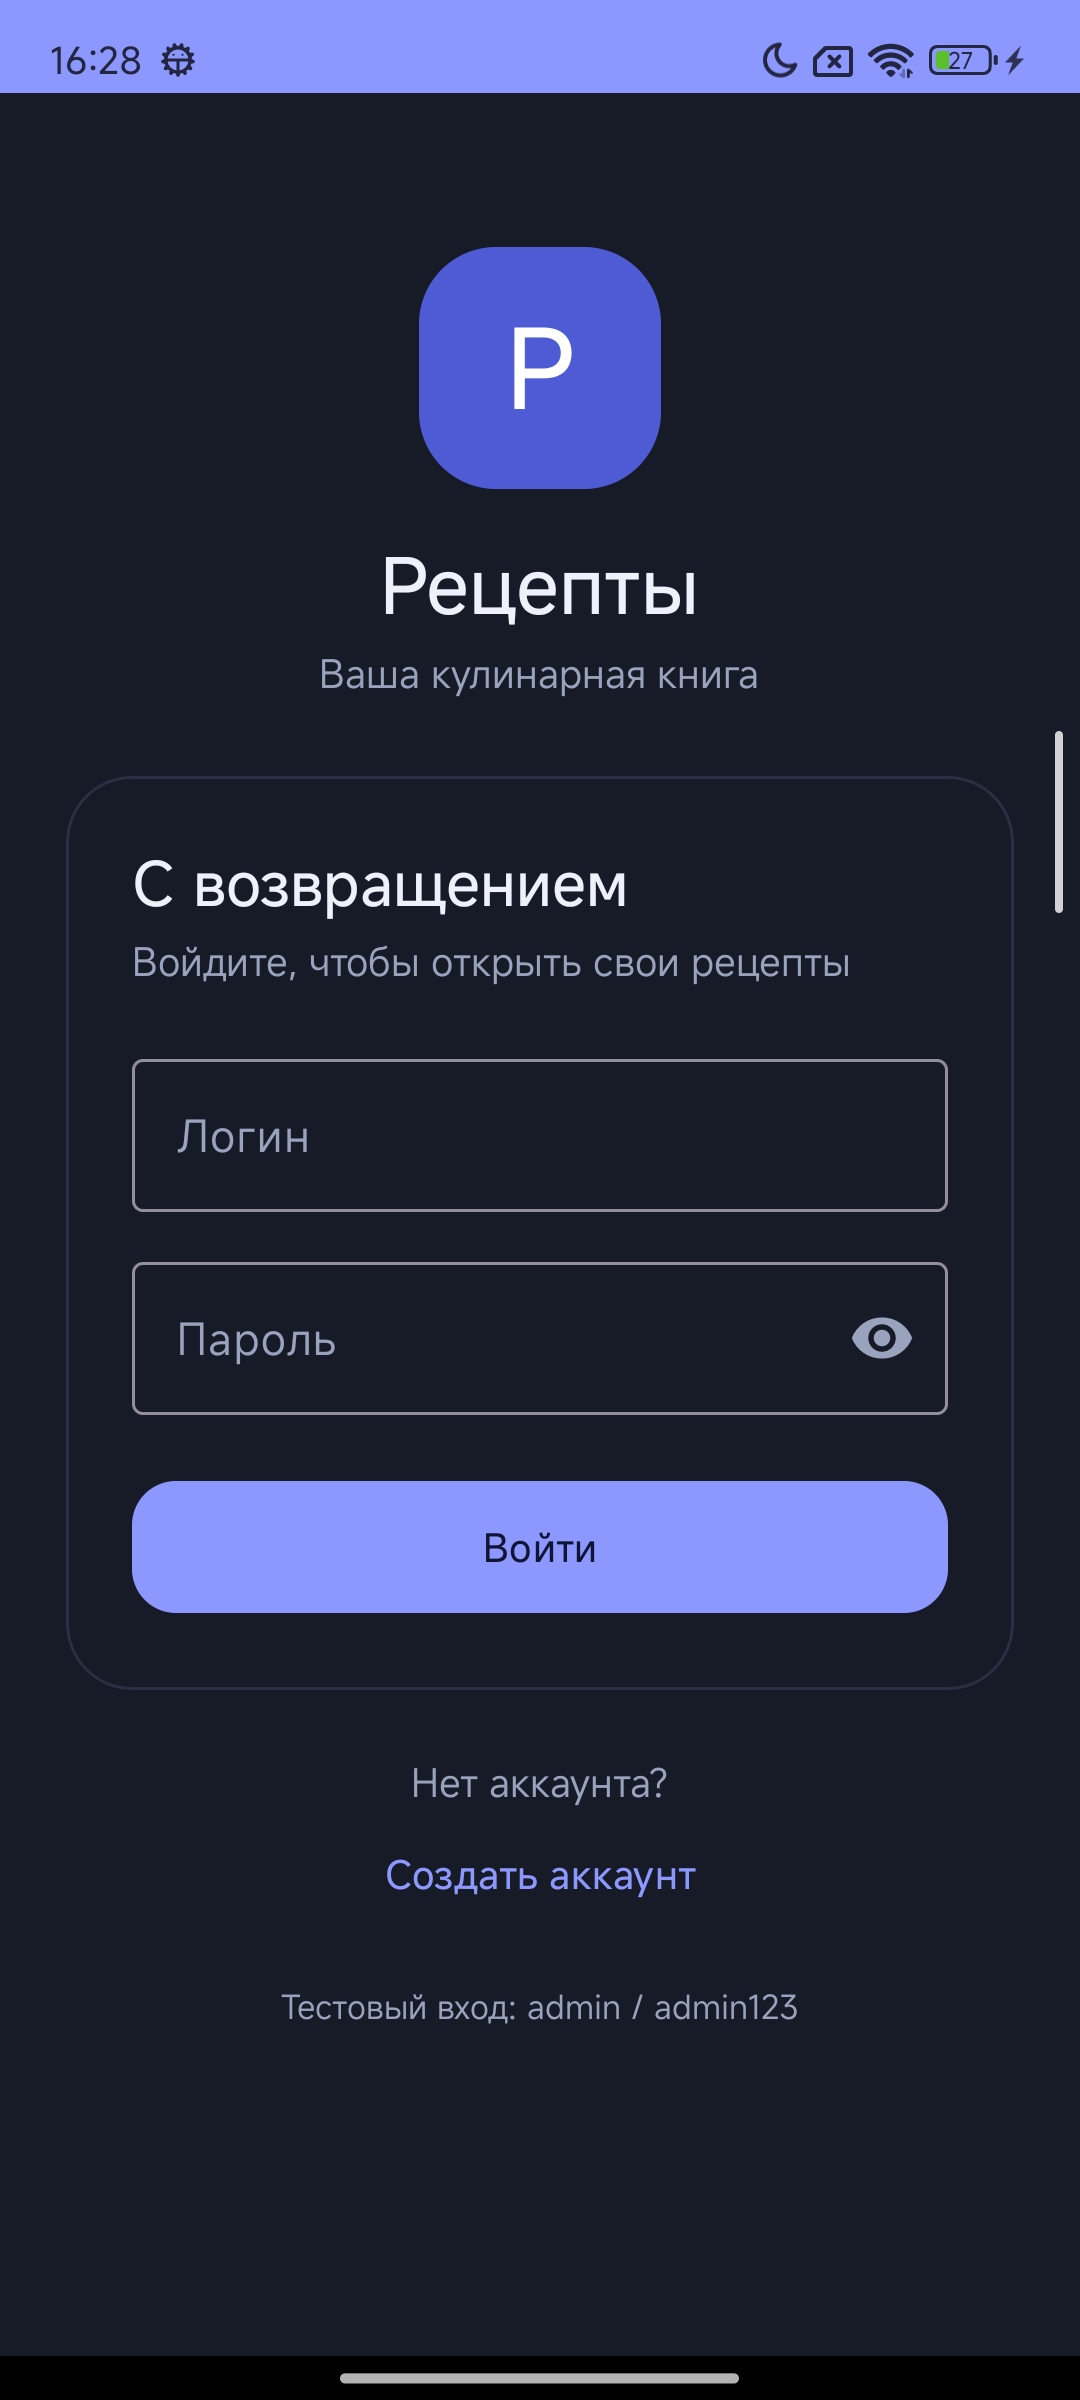 16:28
27
Р
Рецепты
Ваша кулинарная книга
С возвращением
Войдите, чтобы открыть свои рецепты
Логин
Пароль
Войти
Нет аккаунта?
Создать аккаунт
Тестовый вход: admin / admin123